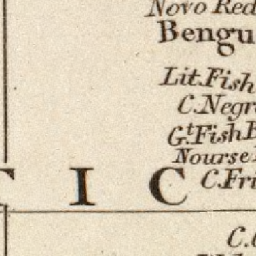 Novo Red
Bengu
Lit. Fish
C. Negr
Gt. Fish B
Nourse
T I C
C. Fri
C.